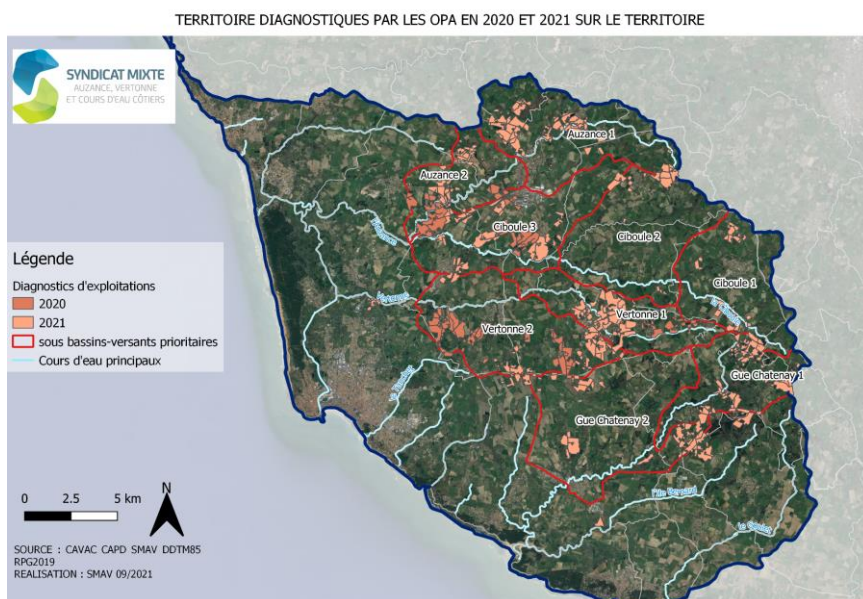 TERRITOIRE DIAGNOSTIQUES PAR LES OPA EN 2020 ET 2021 SUR LE TERRITOIRE
SYNDICAT MIXTE
AUZANCE, VERTONNE
ET COURS D'EAU CÔTIERS
Auzance 1
Auzance 2
Ciboule 3
Ciboule 2
Ciboule 1
Légende
Diagnostics d'exploitations
2020
2021
sous bassins-versants prioritaires
Cours d'eau principaux
Vertonne 1
Vertonne 2
Gue Chatenay 1
Gue Chatenay 2
N
0 2.5 5 km
SOURCE : CAVAC CAPD SMAV DDTM85
RPG2019
REALISATION : SMAV 09/2021